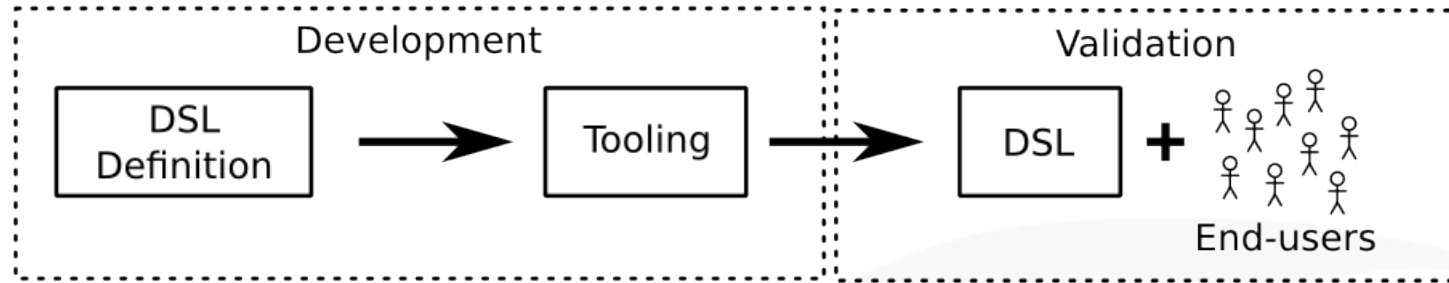 Development
DSL
Definition
Tooling
Validation
DSL
+
End-users